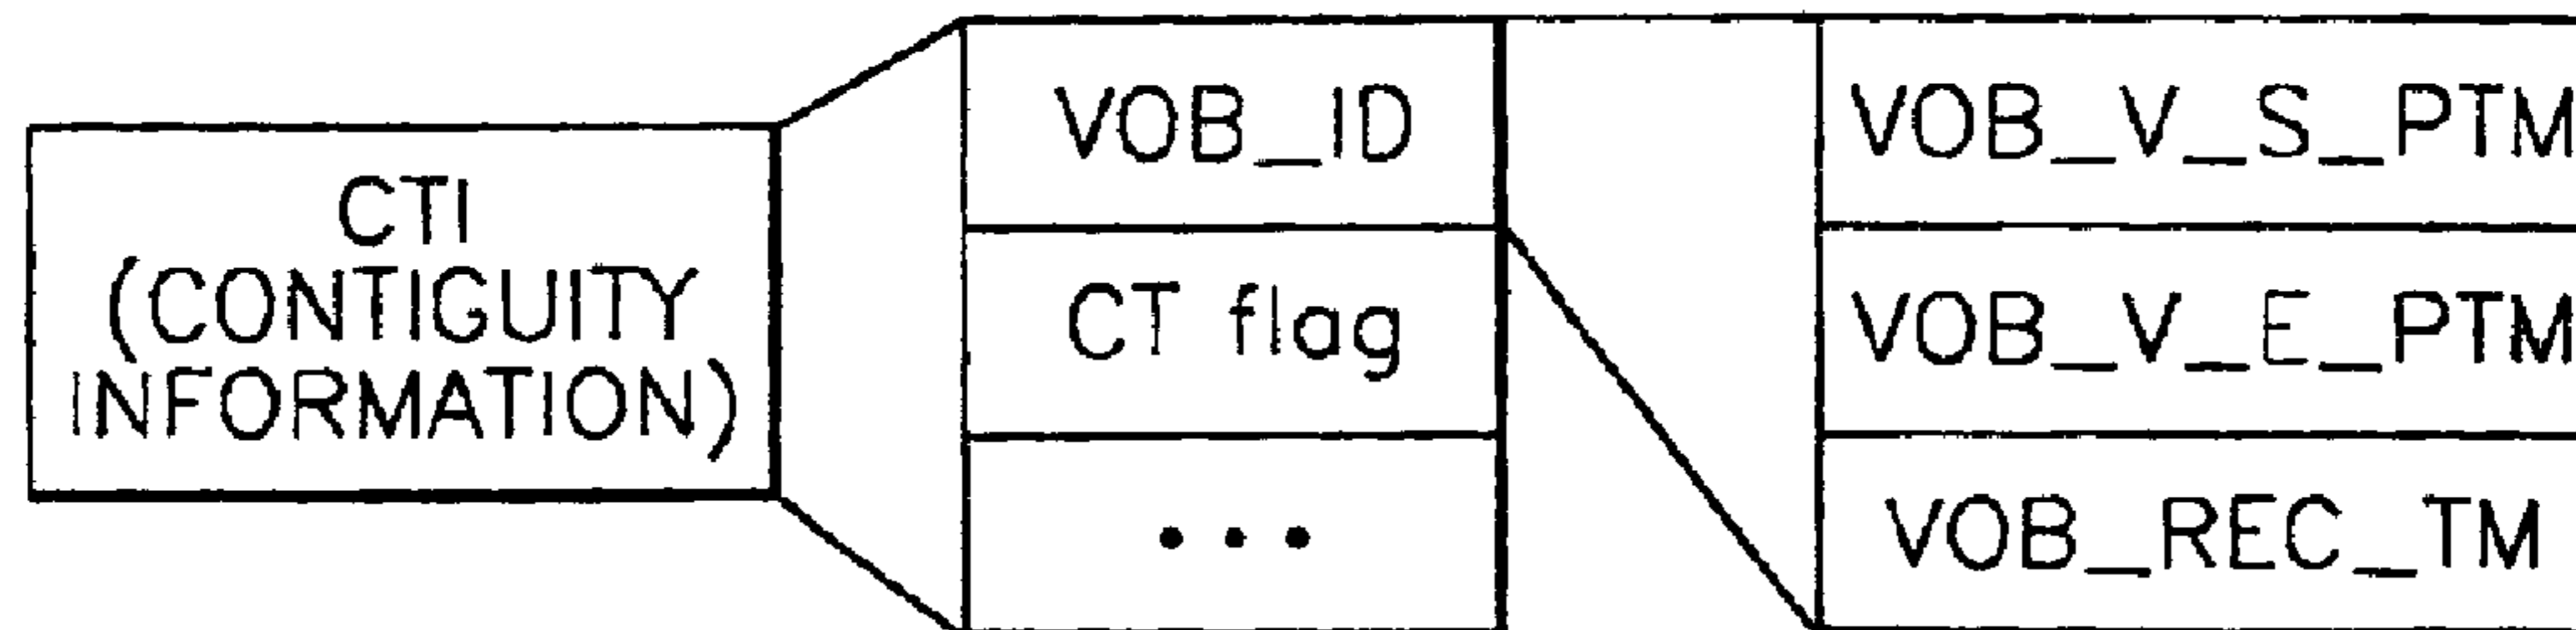 CTI
(CONTIGUITY
INFORMATION)
VOB_ID
CT flag
•••
VOB_V_S_PTM
VOB_V_E_PTM
VOB_REC_TM